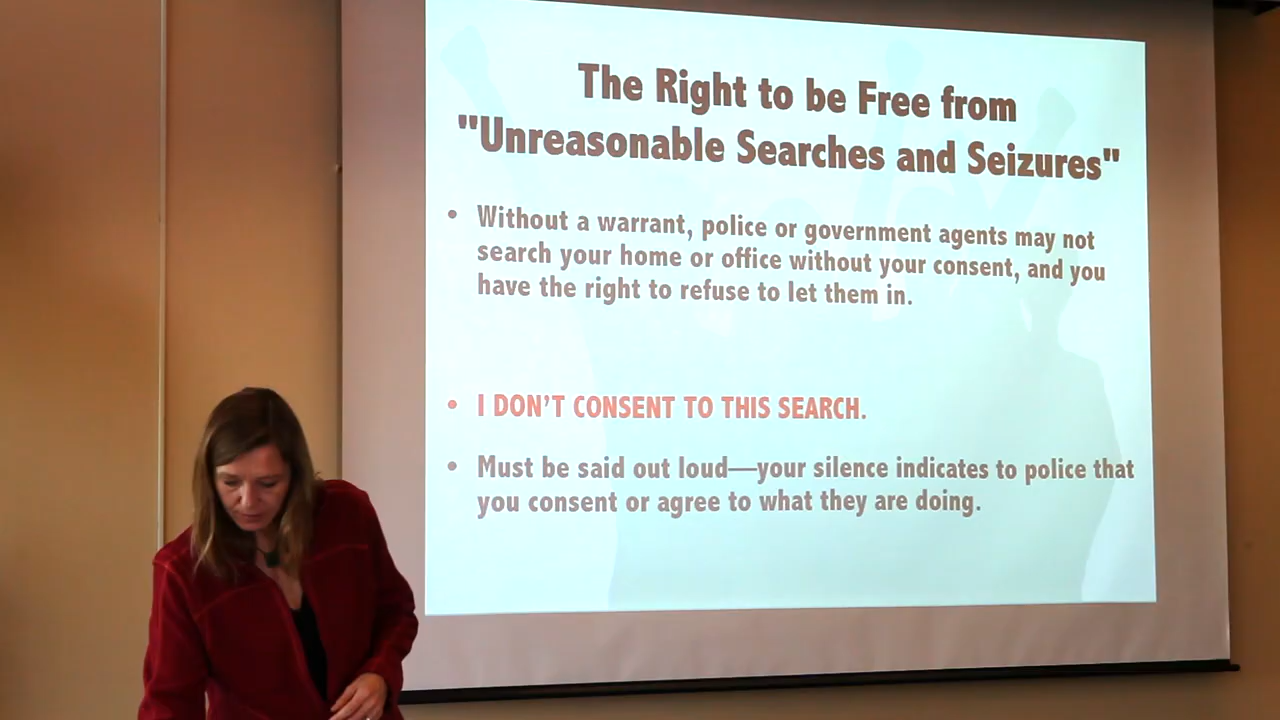 The Right to be Free from
"Unreasonable Searches and Seizures"
• Without a warrant, police or government agents may not
search your home or office without your consent, and you
have the right to refuse to let them in.
• I DON’T CONSENT TO THIS SEARCH.
• Must be said out loud—your silence indicates to police that
you consent or agree to what they are doing.